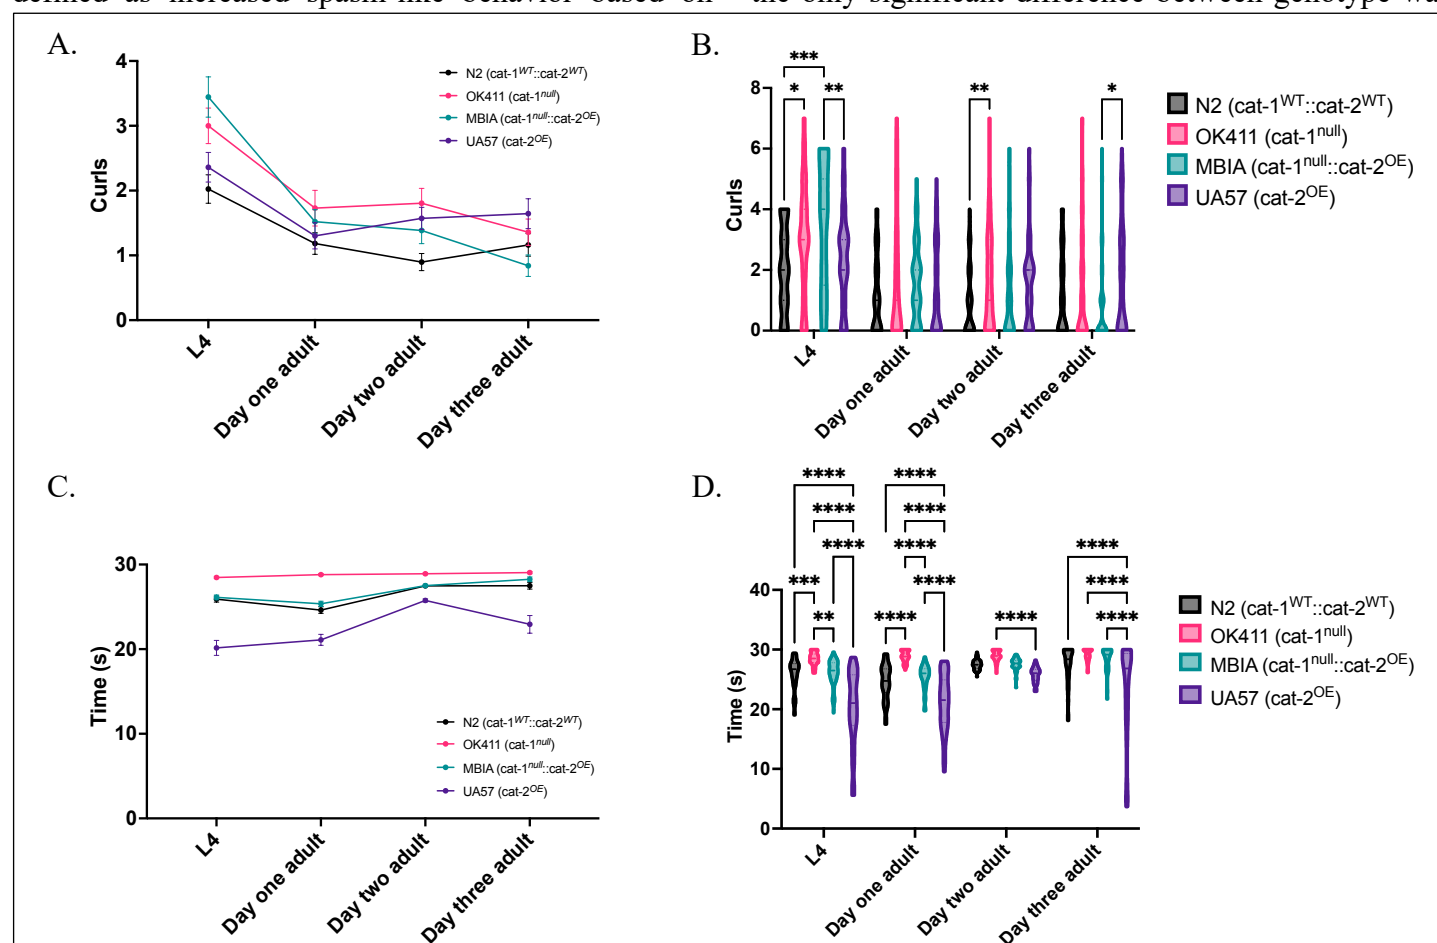 defined as increased spasm-like behavior based on the only significant difference between genotype wa
A.
4
3
2
1
0
Curls
N2 (cat-1WT::cat-2WT)
OK411 (cat-1null)
MBIA (cat-1null::cat-2OE)
UA57 (cat-2OE)
L4
Day one adult
Day two adult
Day three adult
B.
***
*
**
**
*
8
6
4
2
0
Curls
N2 (cat-1WT::cat-2WT)
OK411 (cat-1null)
MBIA (cat-1null::cat-2OE)
UA57 (cat-2OE)
L4
Day one adult
Day two adult
Day three adult
C.
30
20
10
0
Time (s)
N2 (cat-1WT::cat-2WT)
OK411 (cat-1null)
MBIA (cat-1null::cat-2OE)
UA57 (cat-2OE)
L4
Day one adult
Day two adult
Day three adult
D.
**** ****
**** ****
**** **** ****
*** **** ****
** **** **** ****
40
30
20
10
0
Time (s)
N2 (cat-1WT::cat-2WT)
OK411 (cat-1null)
MBIA (cat-1null::cat-2OE)
UA57 (cat-2OE)
L4
Day one adult
Day two adult
Day three adult